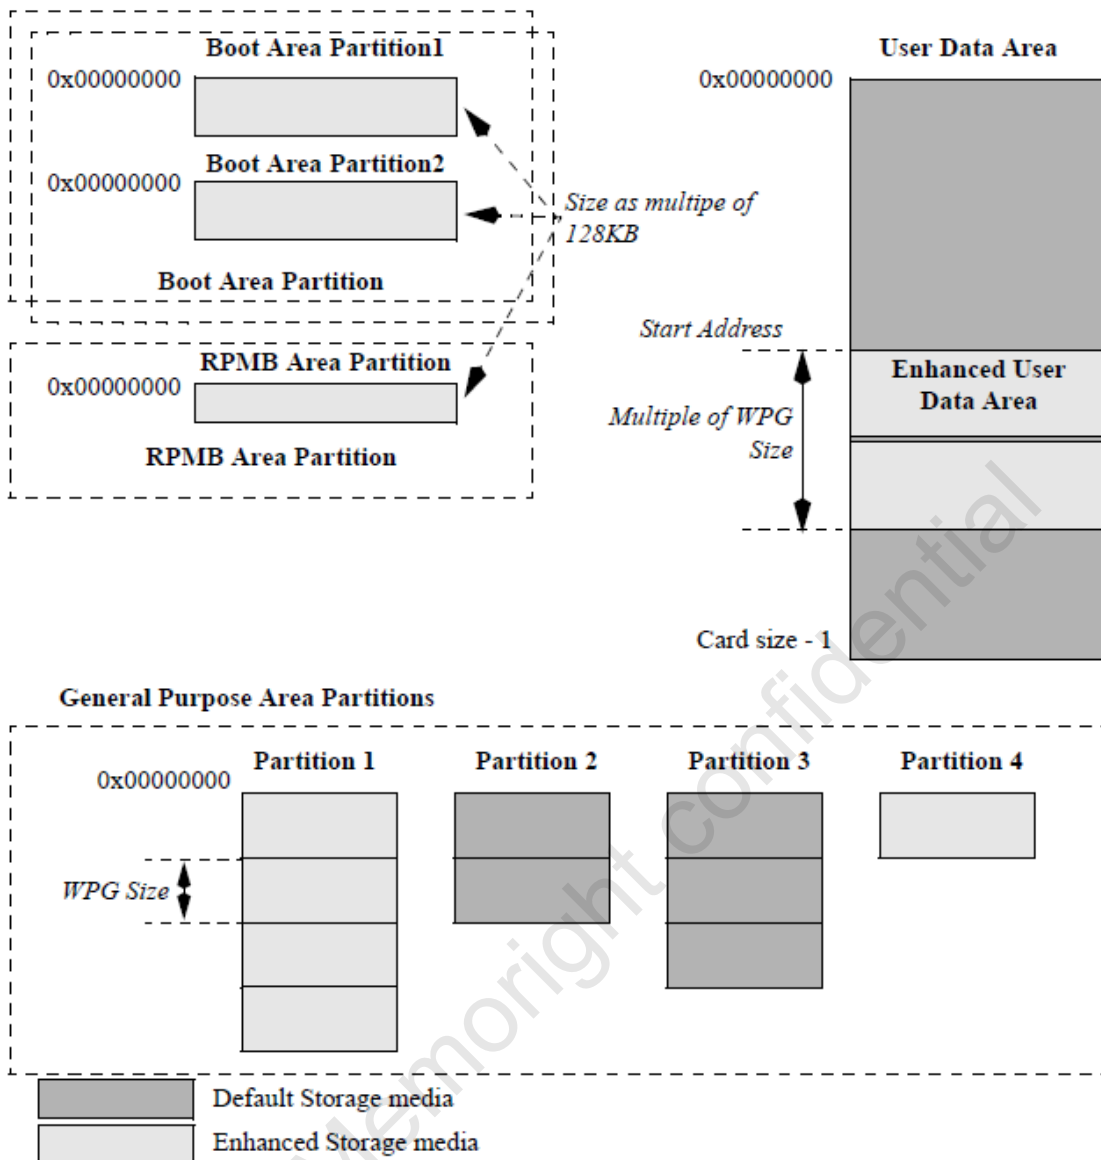 Boot Area Partition1
0x00000000
Boot Area Partition2
0x00000000
Size as multipe of
128KB
Boot Area Partition
RPMB Area Partition
0x00000000
RPMB Area Partition
User Data Area
0x00000000
Start Address
Enhanced User
Data Area
Multiple of WPG
Size
Card size - 1
General Purpose Area Partitions
Partition 1
Partition 2
Partition 3
Partition 4
0x00000000
WPG Size
Default Storage media
Enhanced Storage media
Memoright confidential